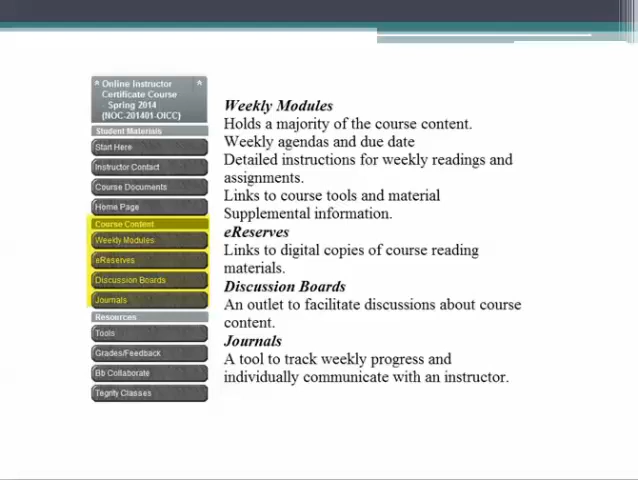 Online Instructor
Certificate Course
- Spring 2014
(NOC-201401-OICC)
Student Materials
Start Here
Instructor Contact
Course Documents
Home Page
Course Content
Weekly Modules
eReserves
Discussion Boards
Journals
Resources
Tools
Grades/Feedback
Bb Collaborate
Tegrity Classes
Weekly Modules
Holds a majority of the course content.
Weekly agendas and due date
Detailed instructions for weekly readings and
assignments.
Links to course tools and material
Supplemental information.
eReserves
Links to digital copies of course reading
materials.
Discussion Boards
An outlet to facilitate discussions about course
content.
Journals
A tool to track weekly progress and
individually communicate with an instructor.